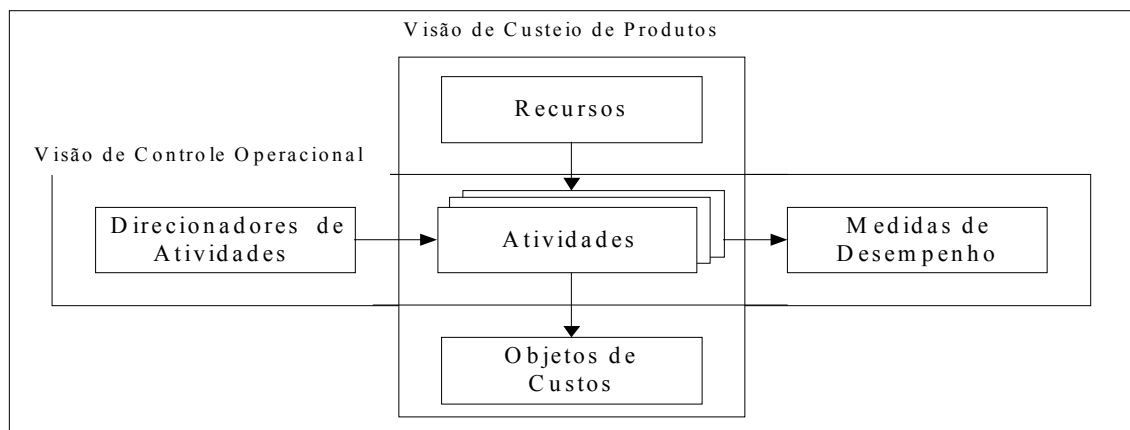 Visão de Custeio de Produtos
Recursos
Visão de Controle Operacional
Direcionadores de
Atividades
Atividades
Medidas de
Desempenho
Objetos de
Custos